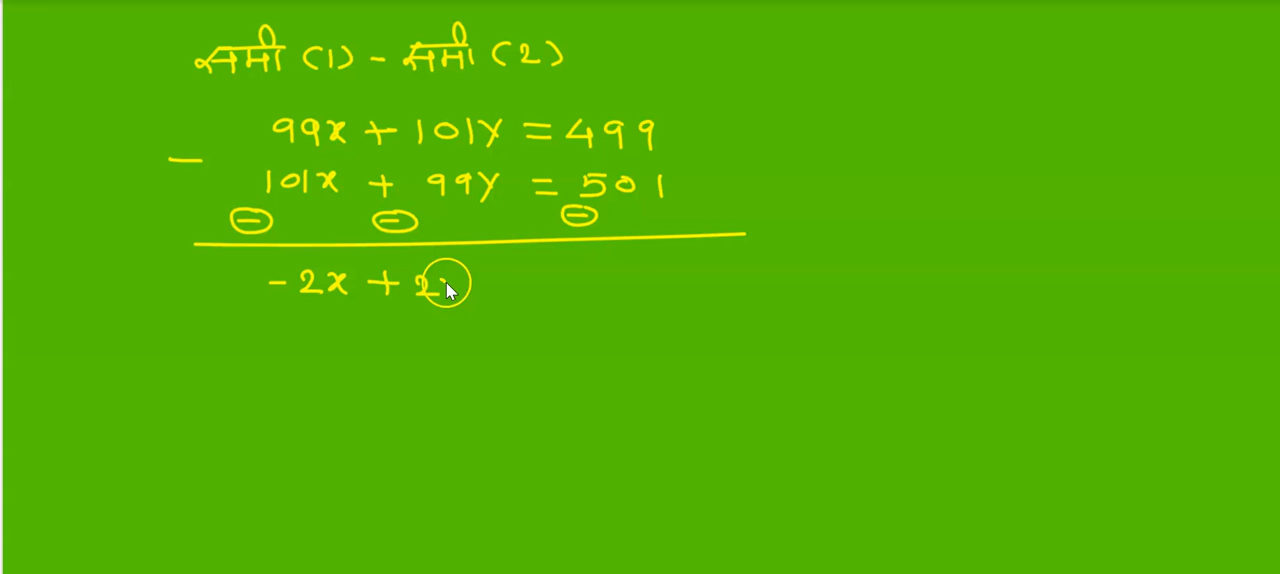 समी (1) - समी (2)
99x + 101y = 499
-
101x + 99y = 501
- - -
-2x + 2